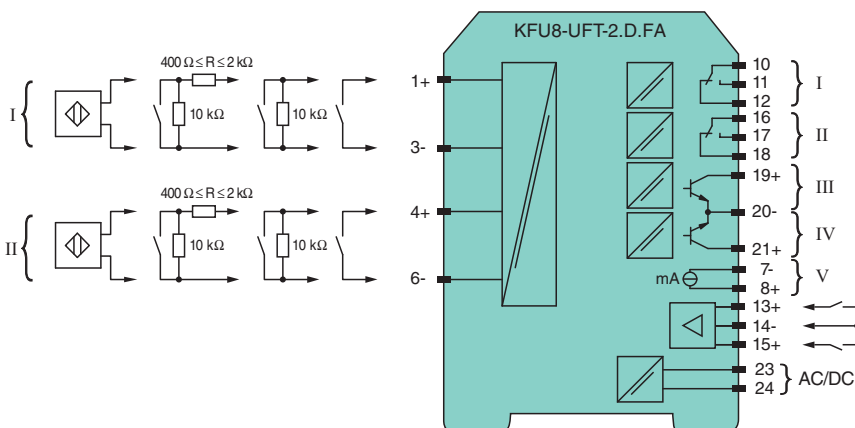 KFU8-UFT-2.D.FA
I
400 Ω ≤ R ≤ 2 kΩ
10 kΩ
10 kΩ
1+
3-
II
400 Ω ≤ R ≤ 2 kΩ
10 kΩ
10 kΩ
4+
6-
10
11
12
I
16
17
18
II
19+
20-
III
21+
IV
mA
7-
8+
V
13+
14-
15+
23
24
AC/DC